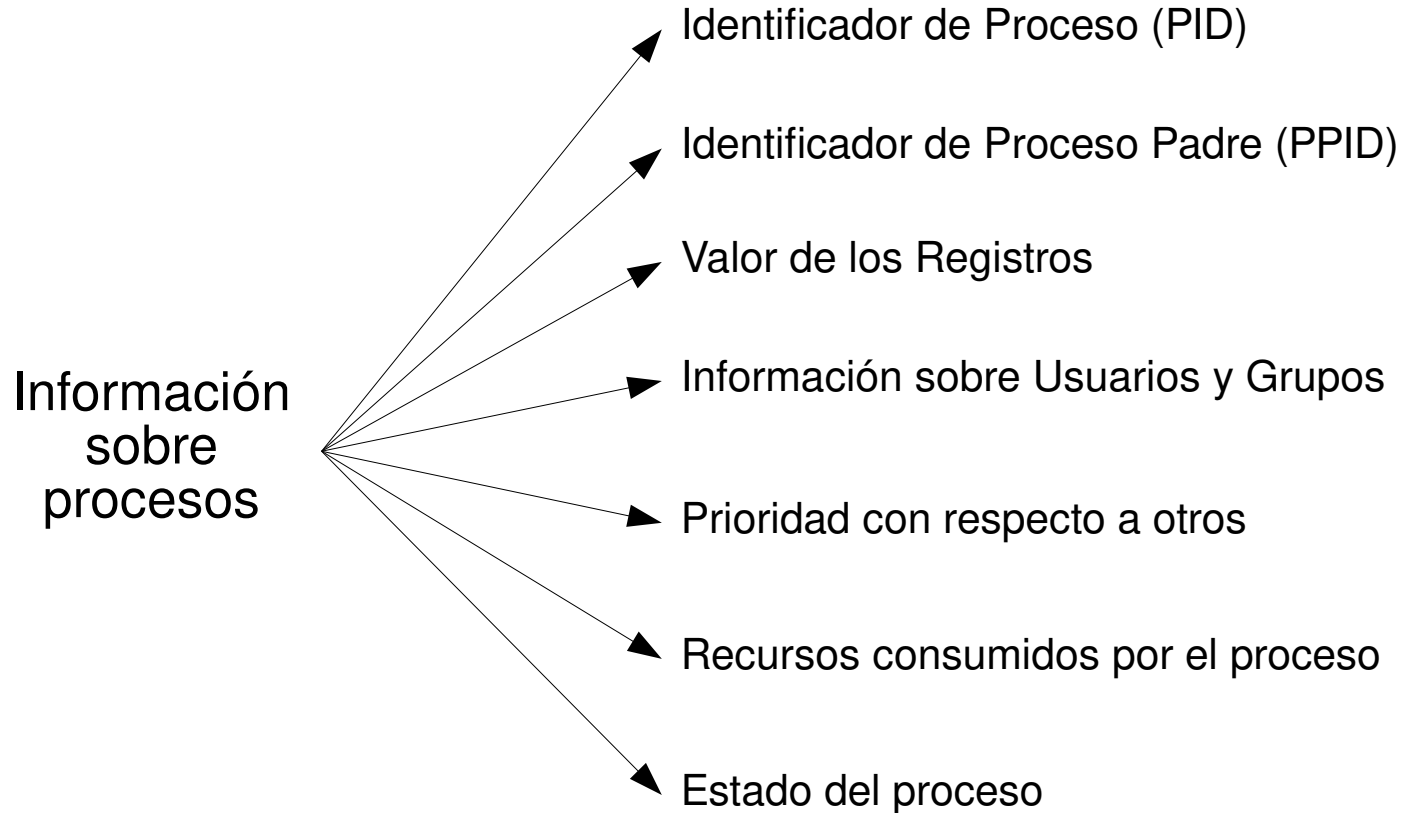 Identificador de Proceso (PID)
Identificador de Proceso Padre (PPID)
Valor de los Registros
Información
sobre
procesos
Información sobre Usuarios y Grupos
Prioridad con respecto a otros
Recursos consumidos por el proceso
Estado del proceso